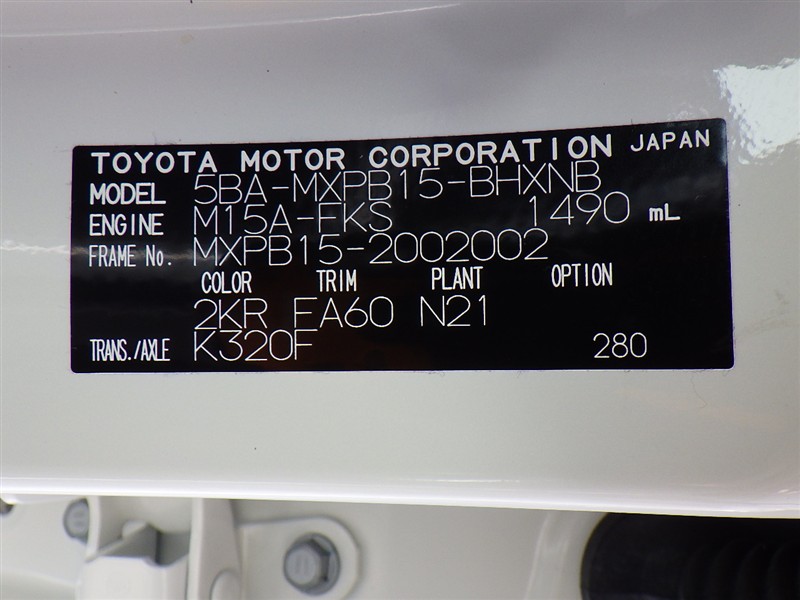 TOYOTA MOTOR CORPORATION JAPAN
MODEL 5BA-MXPB15-BHXNB
ENGINE M15A-FKS 1490 mL
FRAME No. MXPB15-2002002
COLOR TRIM PLANT OPTION
2KR EA60 N21
TRANS./AXLE K320F 280